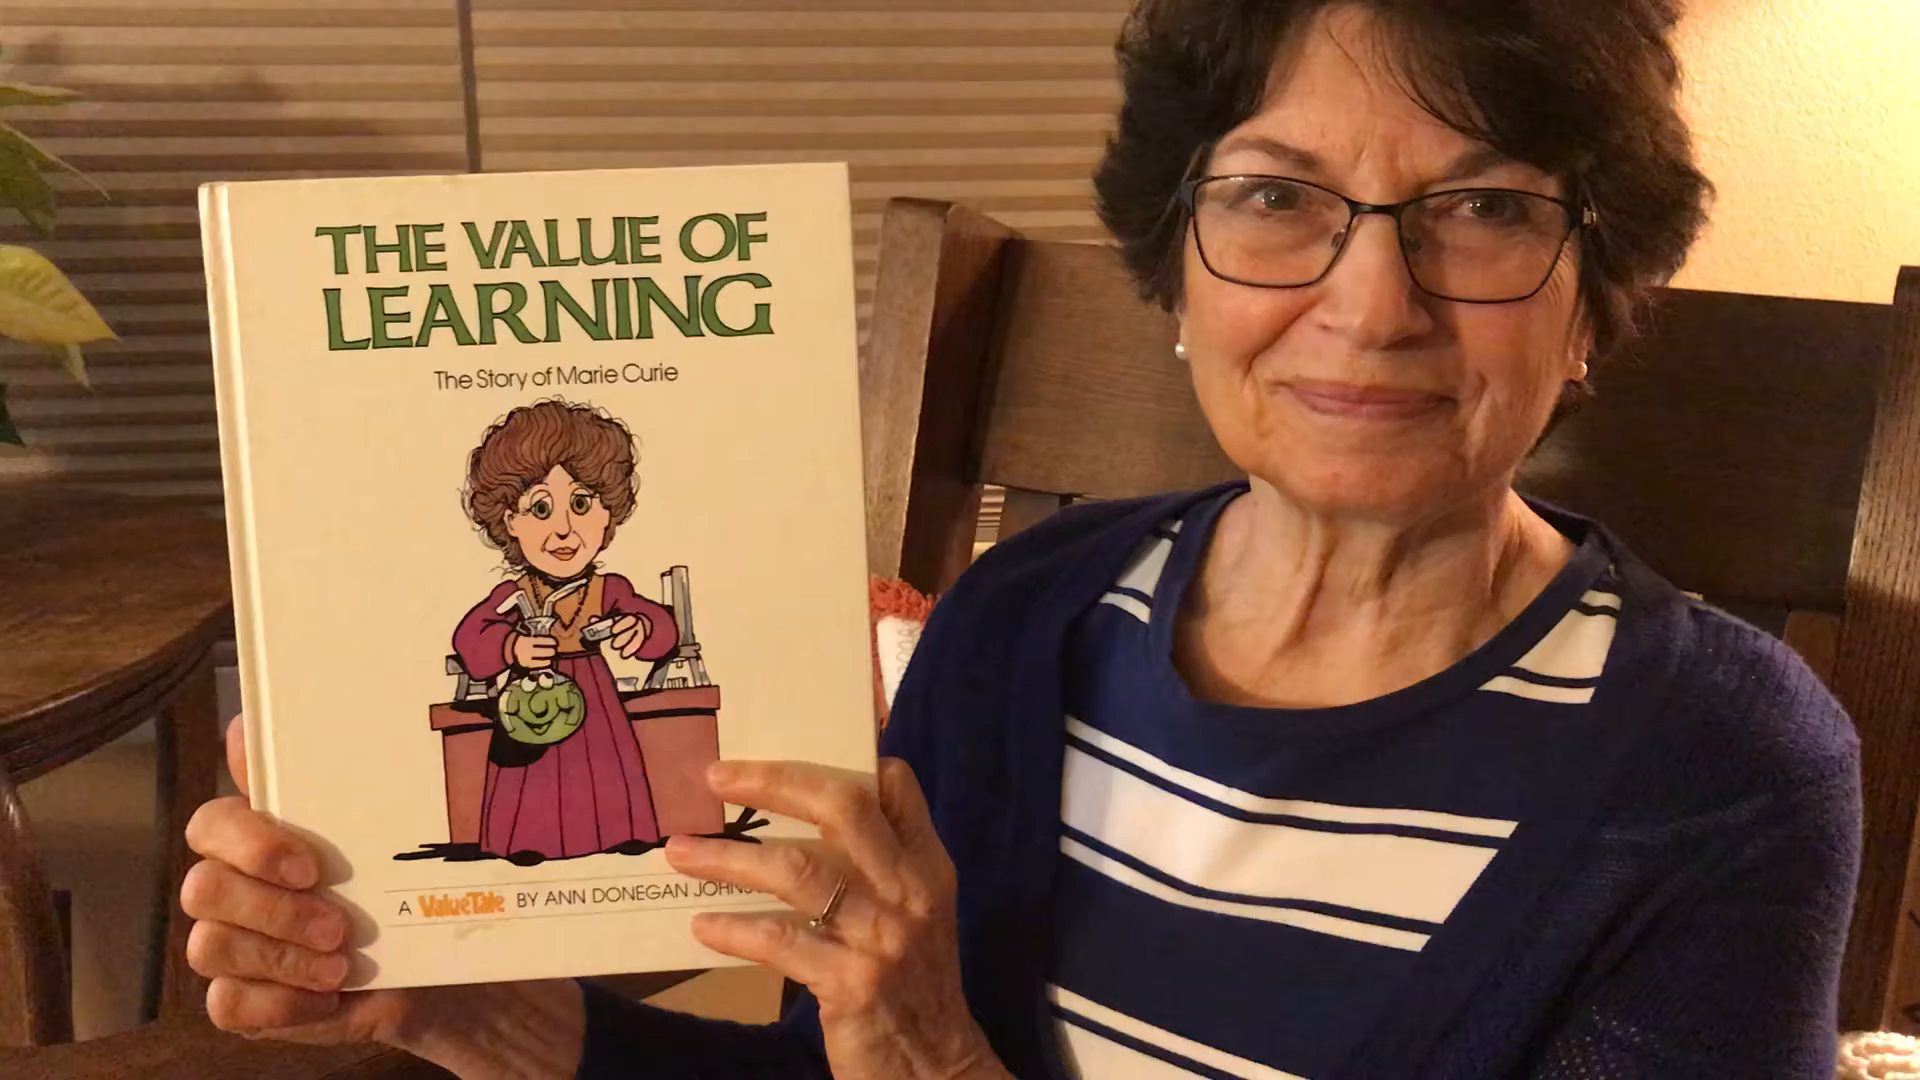 THE VALUE OF
LEARNING
The Story of Marie Curie
A ValueTale BY ANN DONEGAN